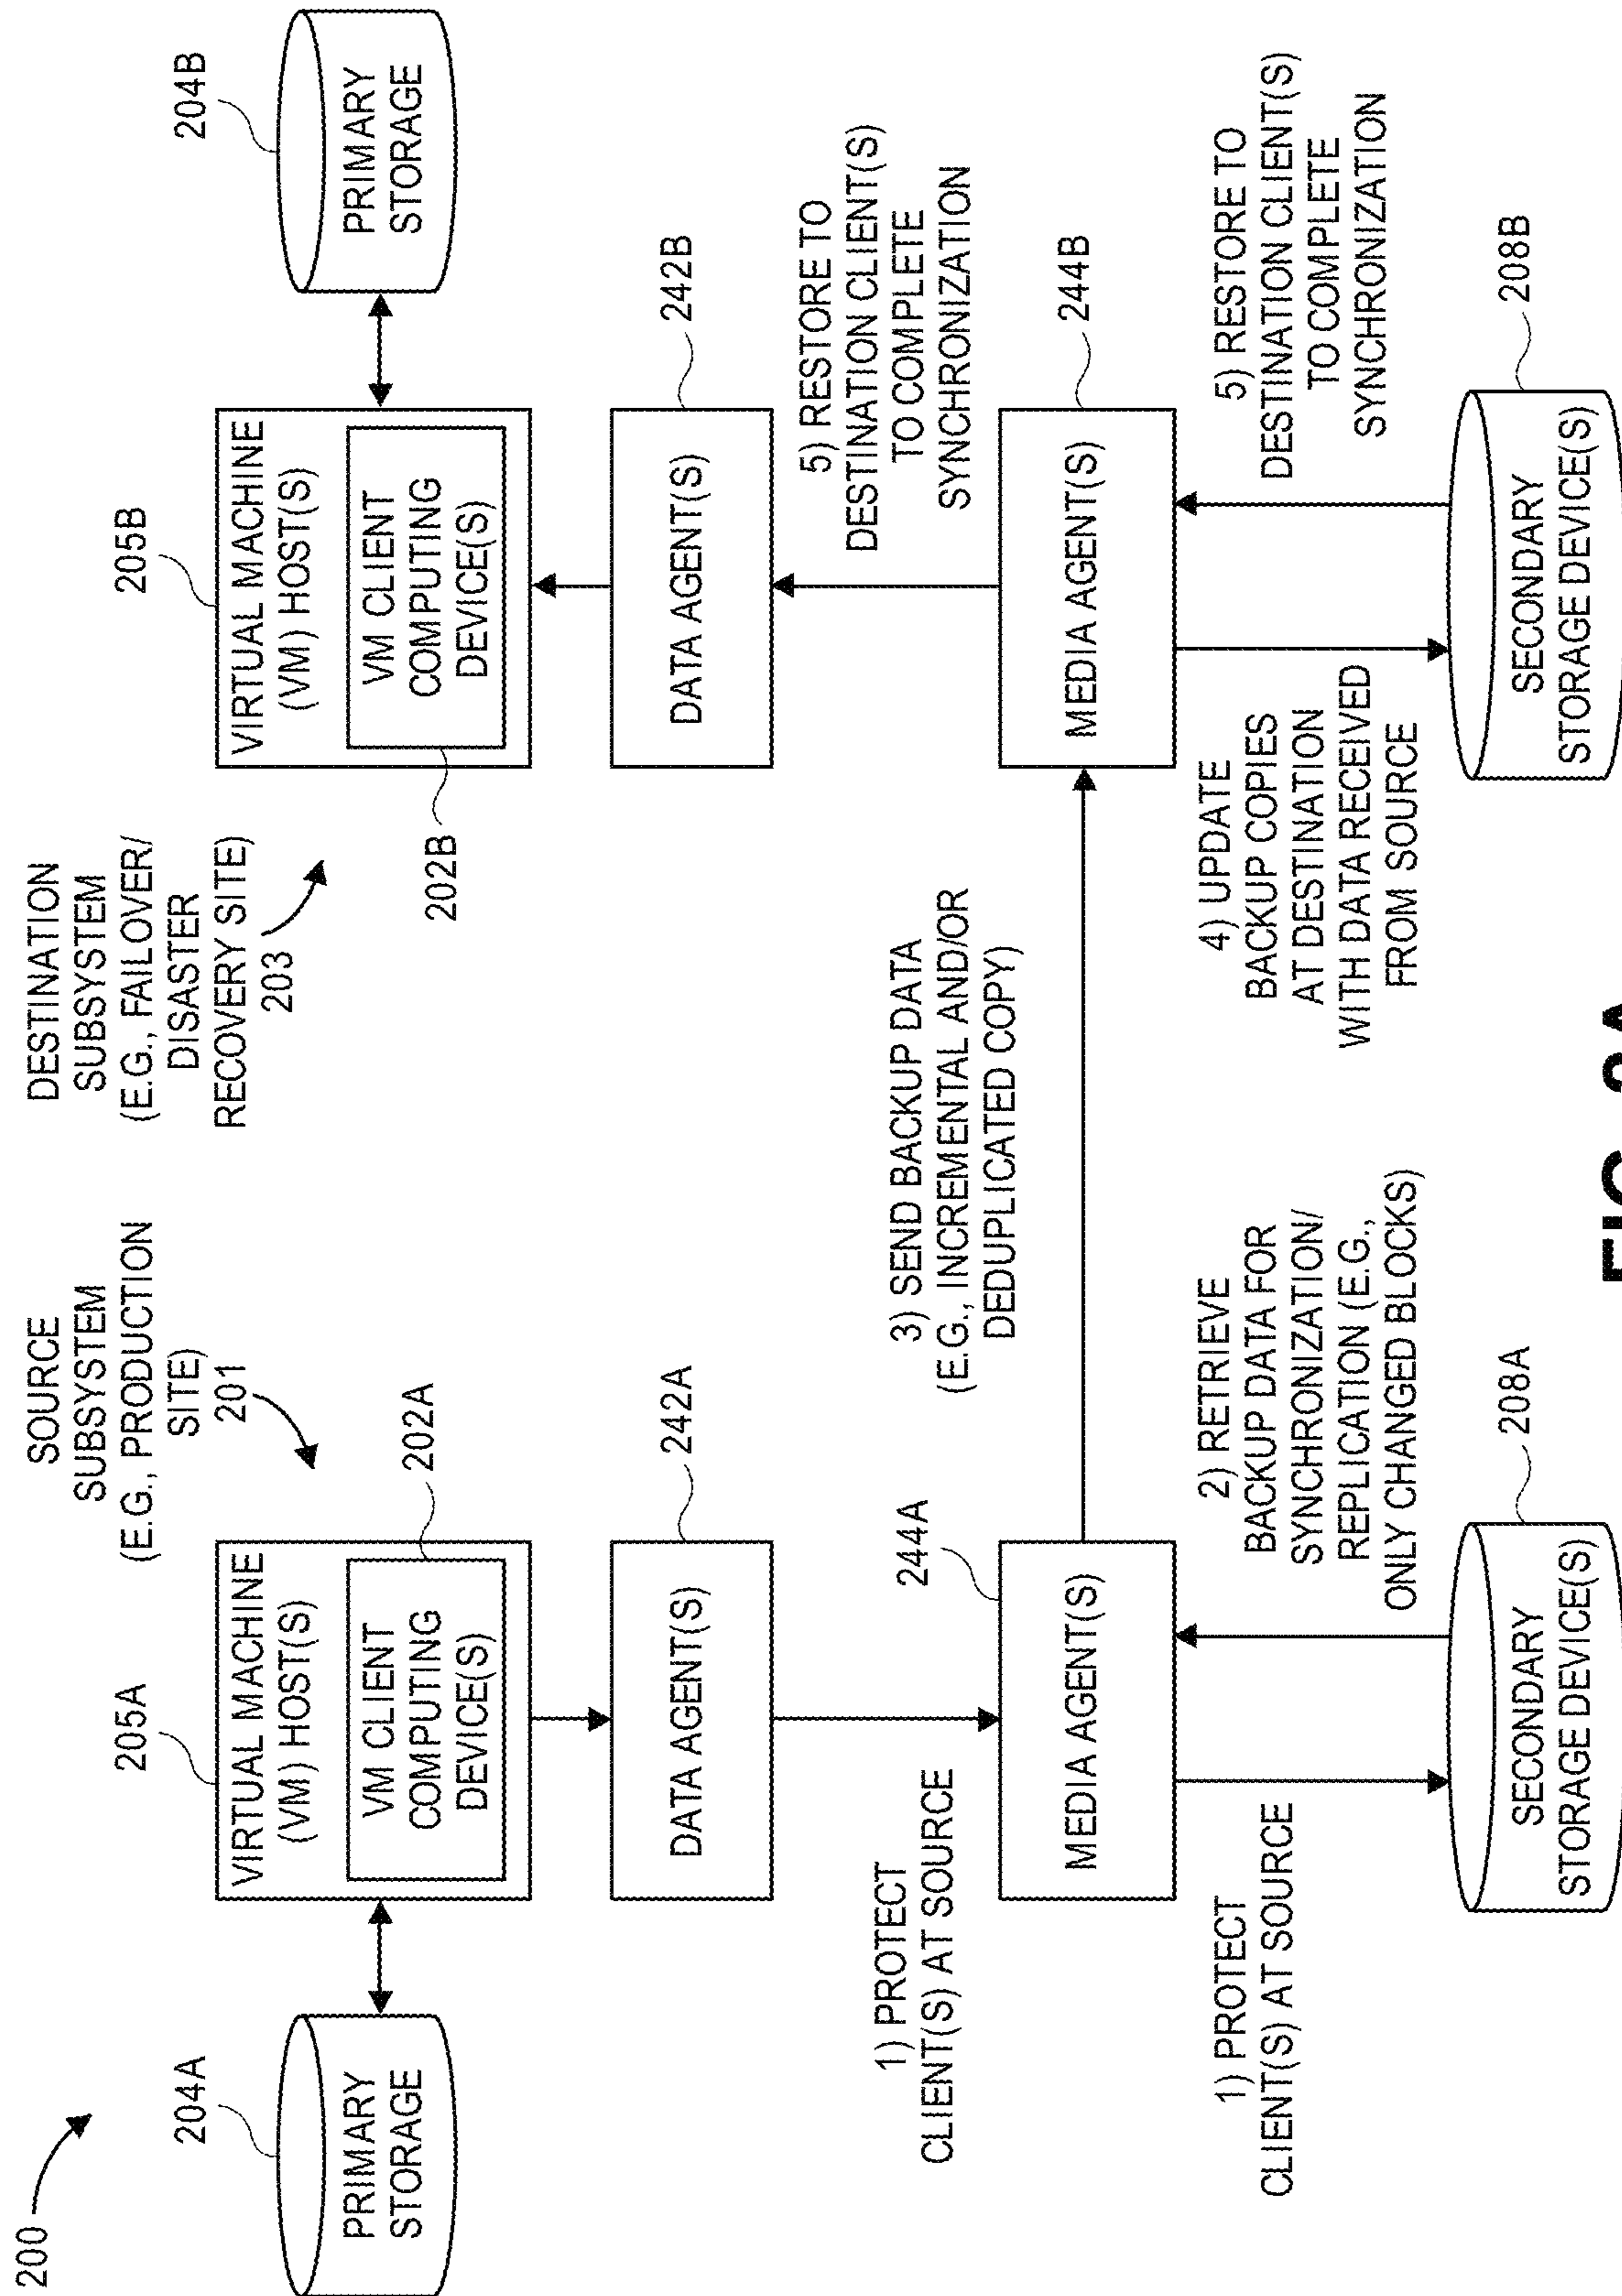 200
SOURCE
SUBSYSTEM
(E.G., PRODUCTION
SITE)
201
DESTINATION
SUBSYSTEM
(E.G., FAILOVER/
DISASTER
RECOVERY SITE)
203
204A
PRIMARY
STORAGE
205A
VIRTUAL MACHINE
(VM) HOST(S)
VM CLIENT
COMPUTING
DEVICE(S)
202A
205B
VIRTUAL MACHINE
(VM) HOST(S)
VM CLIENT
COMPUTING
DEVICE(S)
202B
204B
PRIMARY
STORAGE
DATA AGENT(S)
242A
DATA AGENT(S)
242B
1) PROTECT
CLIENT(S) AT SOURCE
3) SEND BACKUP DATA
(E.G., INCREMENTAL AND/OR
DEDUPLICATED COPY)
5) RESTORE TO
DESTINATION CLIENT(S)
TO COMPLETE
SYNCHRONIZATION
244A
MEDIA AGENT(S)
MEDIA AGENT(S)
244B
1) PROTECT
CLIENT(S) AT SOURCE
2) RETRIEVE
BACKUP DATA FOR
SYNCHRONIZATION/
REPLICATION (E.G.,
ONLY CHANGED BLOCKS)
4) UPDATE
BACKUP COPIES
AT DESTINATION
WITH DATA RECEIVED
FROM SOURCE
5) RESTORE TO
DESTINATION CLIENT(S)
TO COMPLETE
SYNCHRONIZATION
SECONDARY
STORAGE DEVICE(S)
208A
SECONDARY
STORAGE DEVICE(S)
208B
FIG. 2A